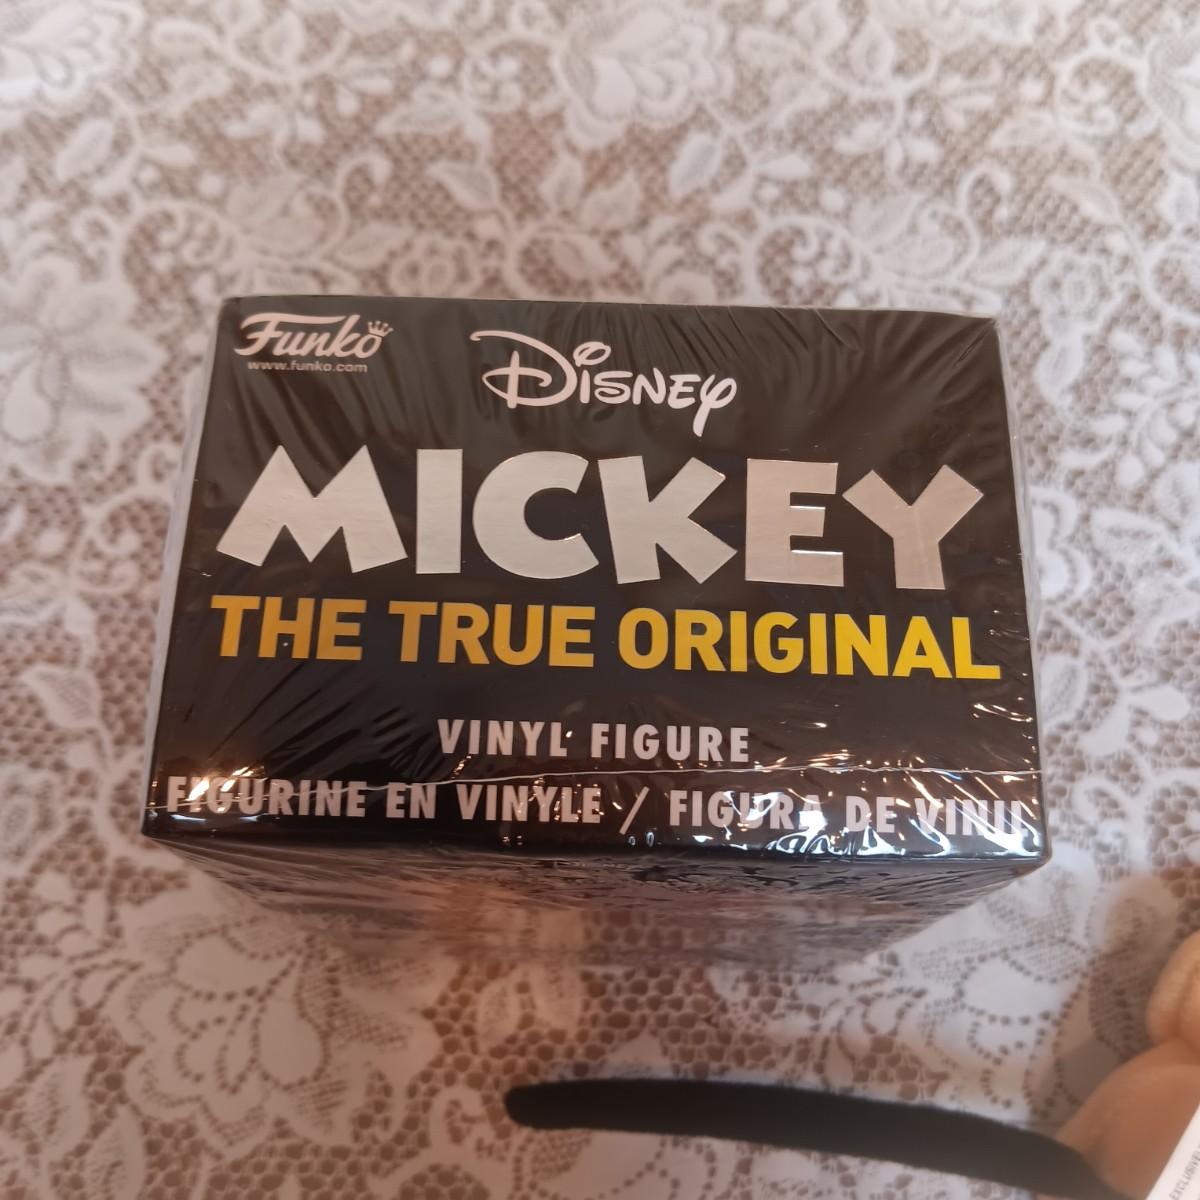 Funko
www.funko.com
Disney
MICKEY
THE TRUE ORIGINAL
VINYL FIGURE
FIGURINE EN VINYLE / FIGURA DE VINIL